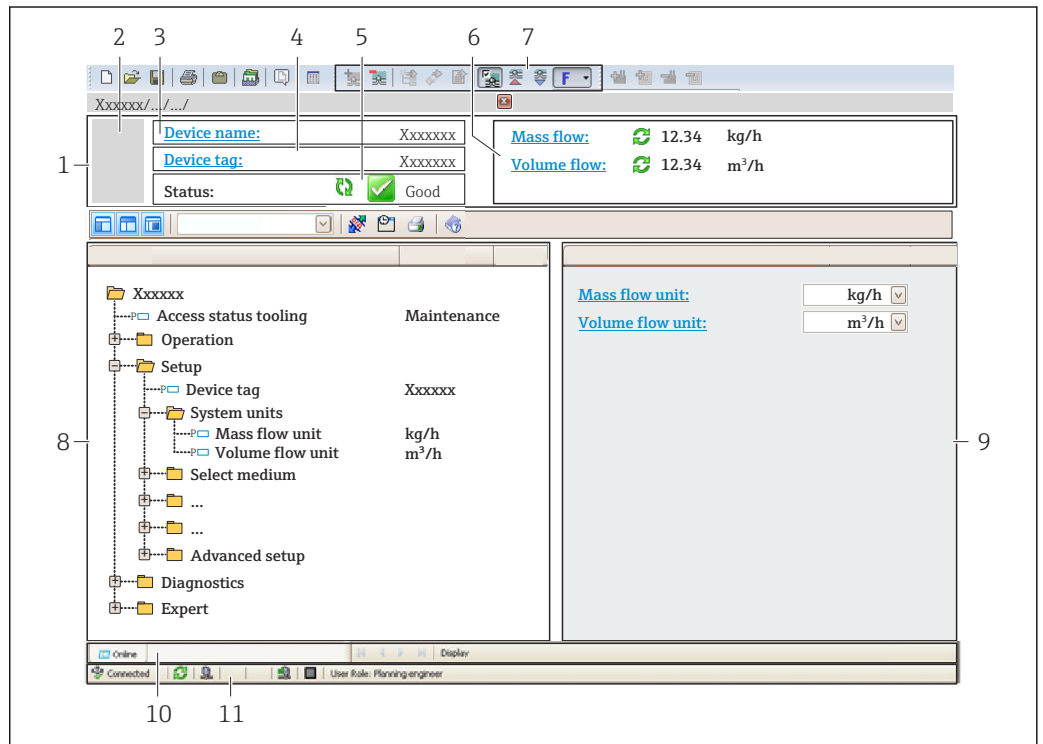 2 3 4 5 6 7
F
Xxxxxx/.../.../
1
Device name: Xxxxxxx
Device tag: Xxxxxxx
Status: Good
Mass flow: 12.34 kg/h
Volume flow: 12.34 m³/h
Xxxxxx
P Access status tooling Maintenance
Operation
Setup
P Device tag Xxxxxx
System units
P Mass flow unit kg/h
P Volume flow unit m³/h
Select medium
...
...
Advanced setup
Diagnostics
Expert
8
Mass flow unit: kg/h
Volume flow unit: m³/h
9
Online Display
Connected User Role: Planning engineer
10 11